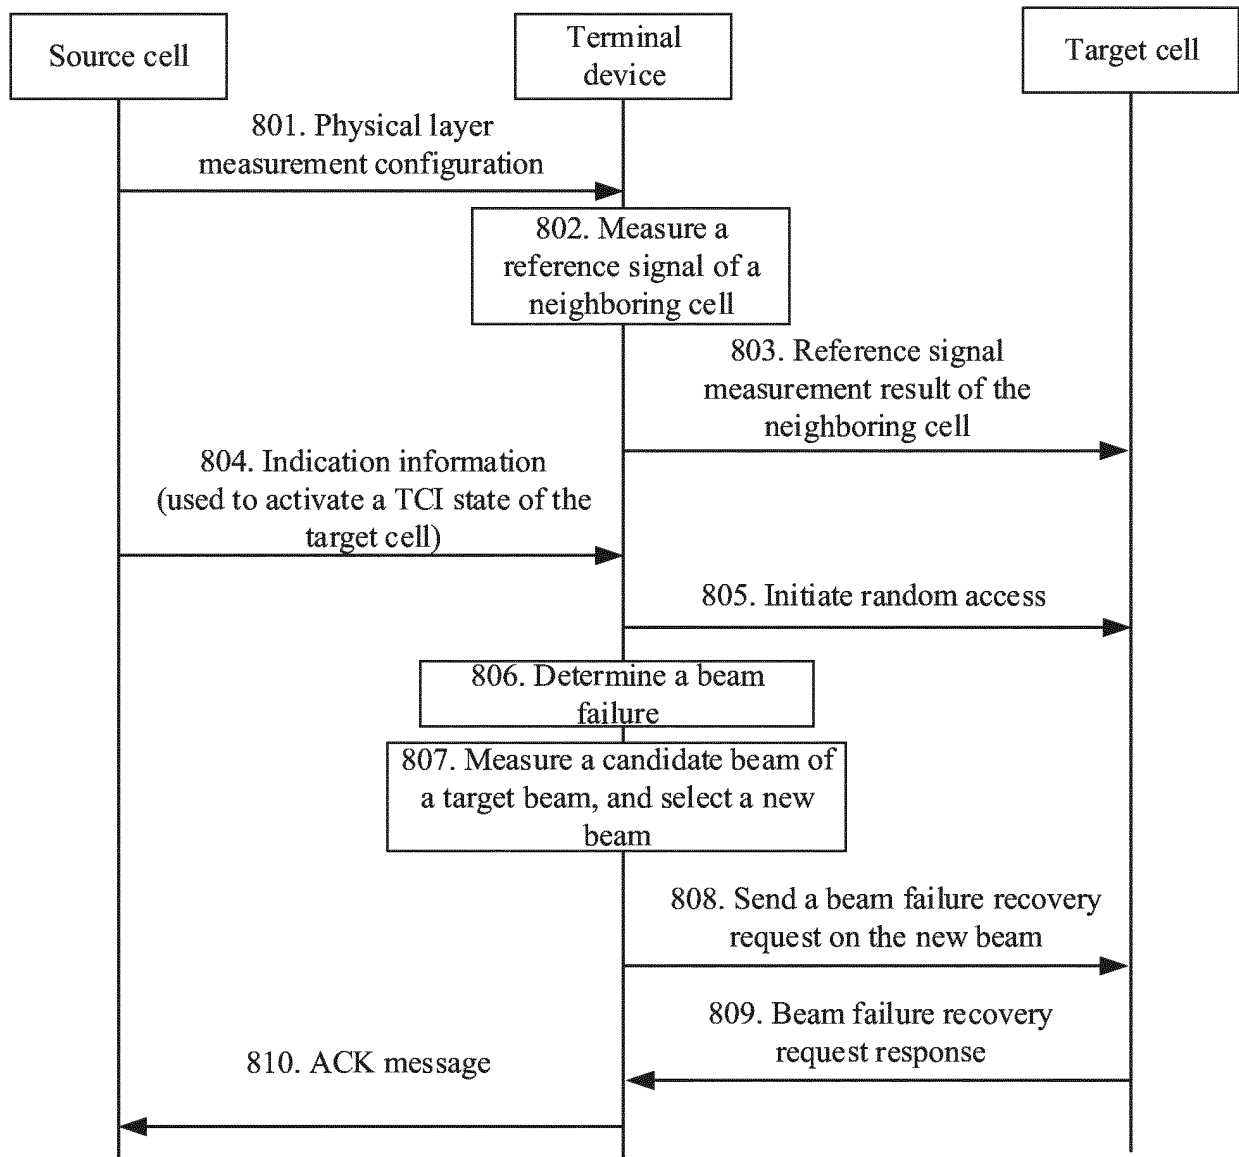 Source cell
Terminal
device
Target cell
801. Physical layer
measurement configuration
802. Measure a
reference signal of a
neighboring cell
803. Reference signal
measurement result of the
neighboring cell
804. Indication information
(used to activate a TCI state of the
target cell)
805. Initiate random access
806. Determine a beam
failure
807. Measure a candidate beam of
a target beam, and select a new
beam
808. Send a beam failure recovery
request on the new beam
809. Beam failure recovery
request response
810. ACK message